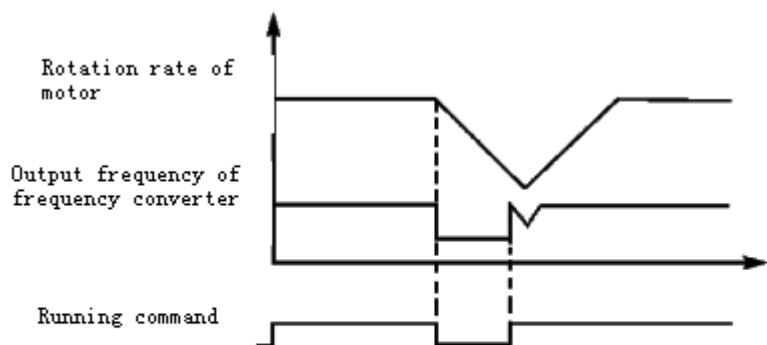 Rotation rate of
motor
Output frequency of
frequency converter
Running command